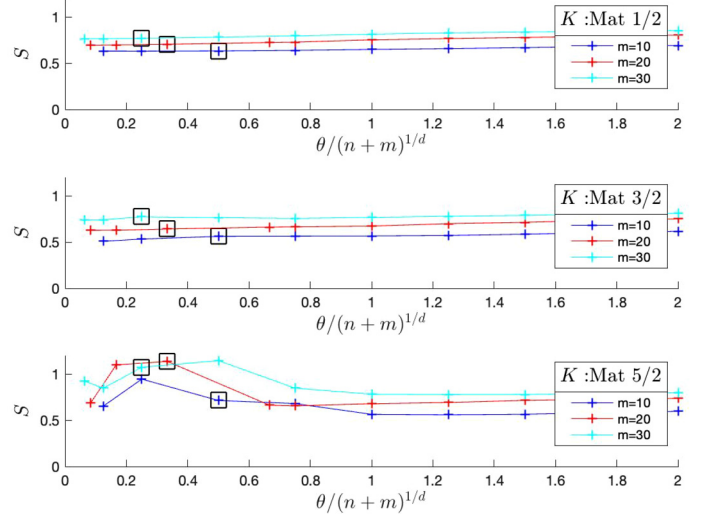 1
0.5
0
S
K :Mat 1/2
m=10
m=20
m=30
0 0.2 0.4 0.6 0.8 1 1.2 1.4 1.6 1.8 2
θ/(n + m)^{1/d}
1
0.5
0
S
K :Mat 3/2
m=10
m=20
m=30
0 0.2 0.4 0.6 0.8 1 1.2 1.4 1.6 1.8 2
θ/(n + m)^{1/d}
1
0.5
0
S
K :Mat 5/2
m=10
m=20
m=30
0 0.2 0.4 0.6 0.8 1 1.2 1.4 1.6 1.8 2
θ/(n + m)^{1/d}